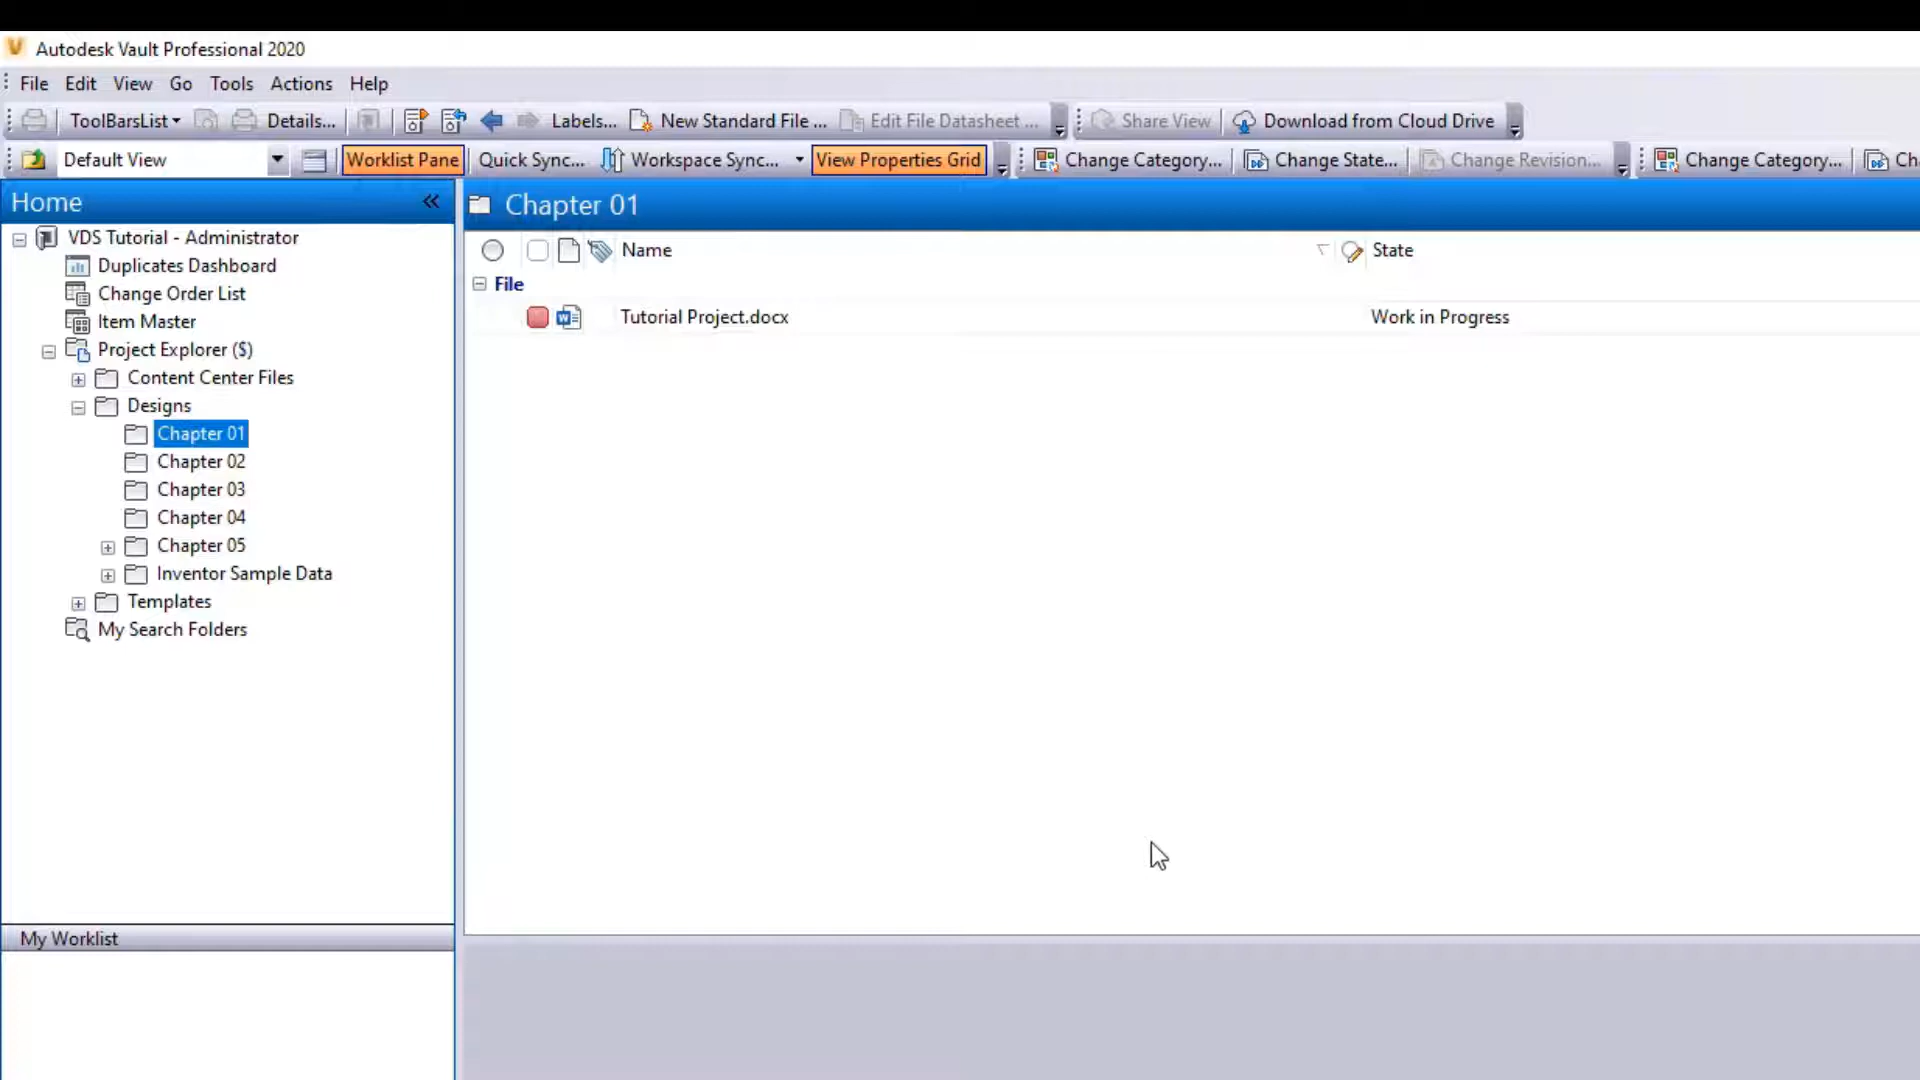 Autodesk Vault Professional 2020
File Edit View Go Tools Actions Help
ToolBarsList Details... Labels... New Standard File ... Edit File Datasheet ... Share View Download from Cloud Drive
Default View Worklist Pane Quick Sync... Workspace Sync... View Properties Grid Change Category... Change State... Change Revision... Change Category... Ch
Home
Chapter 01
VDS Tutorial - Administrator
Duplicates Dashboard
Change Order List
Item Master
Project Explorer ($)
Content Center Files
Designs
Chapter 01
Chapter 02
Chapter 03
Chapter 04
Chapter 05
Inventor Sample Data
Templates
My Search Folders
Name State
File
Tutorial Project.docx Work in Progress
My Worklist